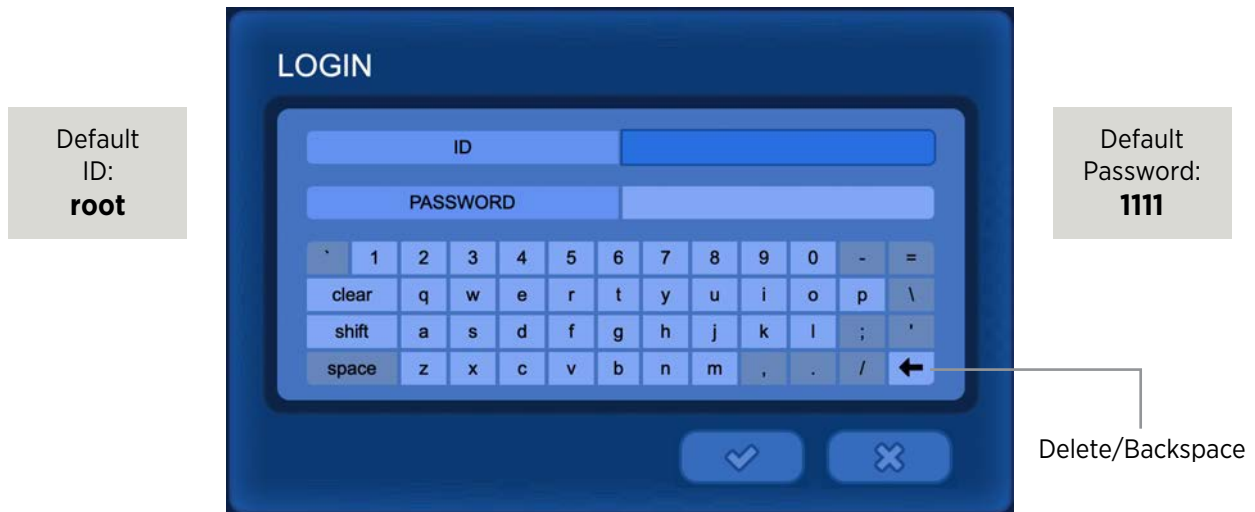 LOGIN
Default
ID:
root
ID
PASSWORD
Default
Password:
1111
` 1 2 3 4 5 6 7 8 9 0 - =
clear q w e r t y u i o p \
shift a s d f g h j k l ; '
space z x c v b n m , . / ←
Delete/Backspace